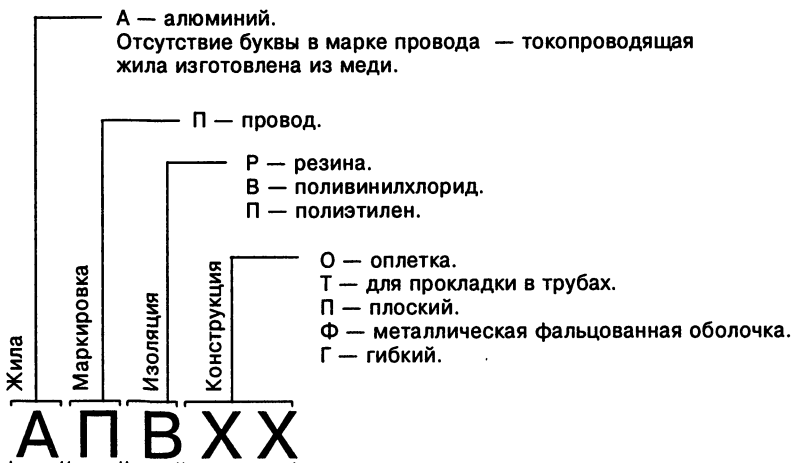 А — алюминий.
Отсутствие буквы в марке провода — токопроводящая
жила изготовлена из меди.
П — провод.
Р — резина.
В — поливинилхлорид.
П — полиэтилен.
О — оплетка.
Т — для прокладки в трубах.
П — плоский.
Ф — металлическая фальцованная оболочка.
Г — гибкий.
Жила
Маркировка
Изоляция
Конструкция
АПВХХ